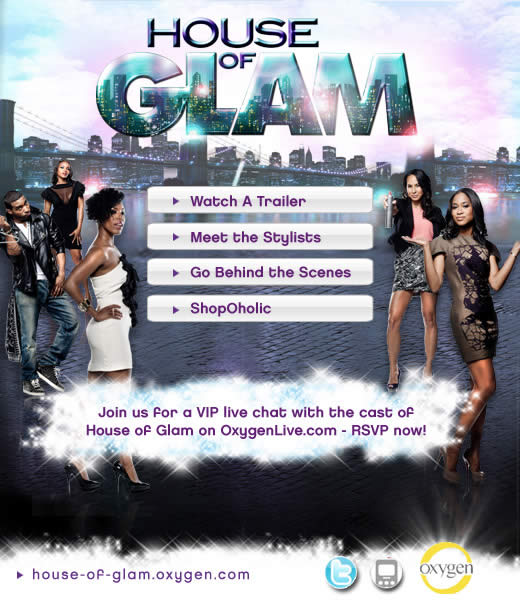 HOUSE
OF
GLAM
Watch A Trailer
Meet the Stylists
Go Behind the Scenes
ShopOholic
Join us for a VIP live chat with the cast of
House of Glam on OxygenLive.com - RSVP now!
house-of-glam.oxygen.com
t
oxygen